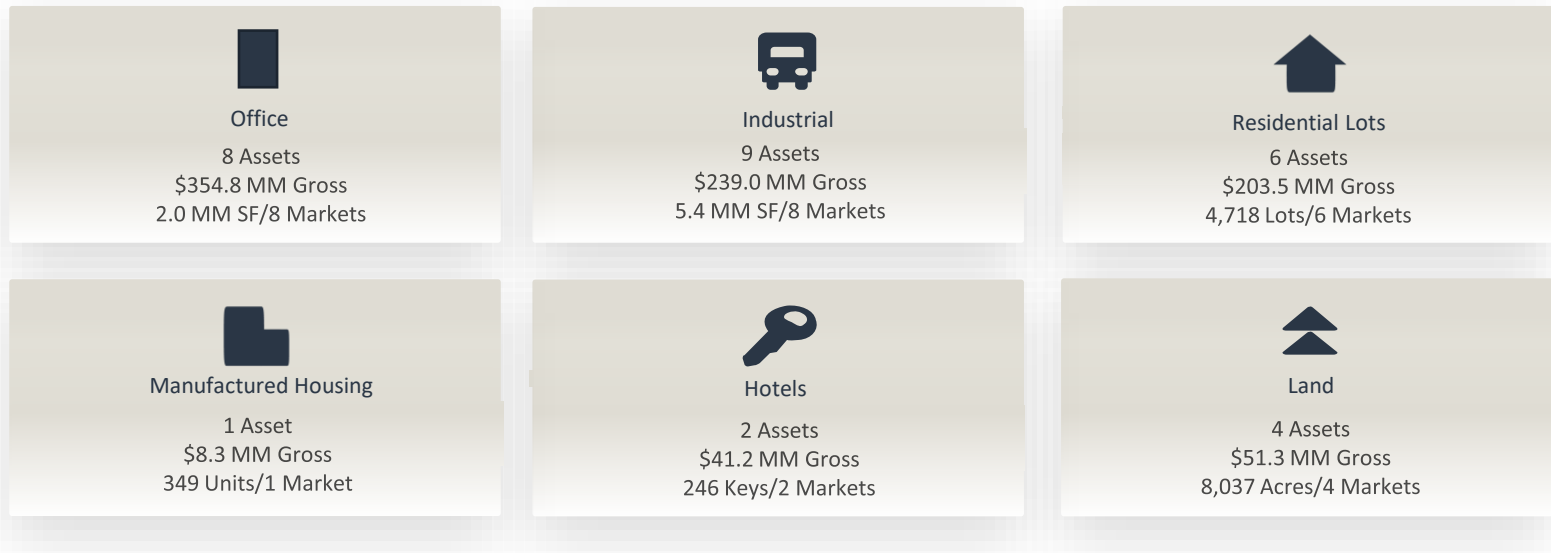 Office
8 Assets
$354.8 MM Gross
2.0 MM SF/8 Markets
Industrial
9 Assets
$239.0 MM Gross
5.4 MM SF/8 Markets
Residential Lots
6 Assets
$203.5 MM Gross
4,718 Lots/6 Markets
Manufactured Housing
1 Asset
$8.3 MM Gross
349 Units/1 Market
Hotels
2 Assets
$41.2 MM Gross
246 Keys/2 Markets
Land
4 Assets
$51.3 MM Gross
8,037 Acres/4 Markets